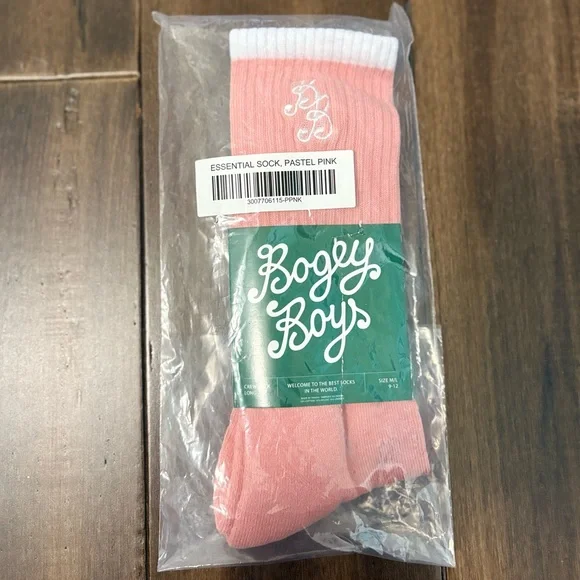 ESSENTIAL SOCK, PASTEL PINK
3007706115-PPNK
Bogey
Boys
CREW
WELCOME TO THE BEST SOCKS
IN THE WORLD
SIZE M/L
9-12